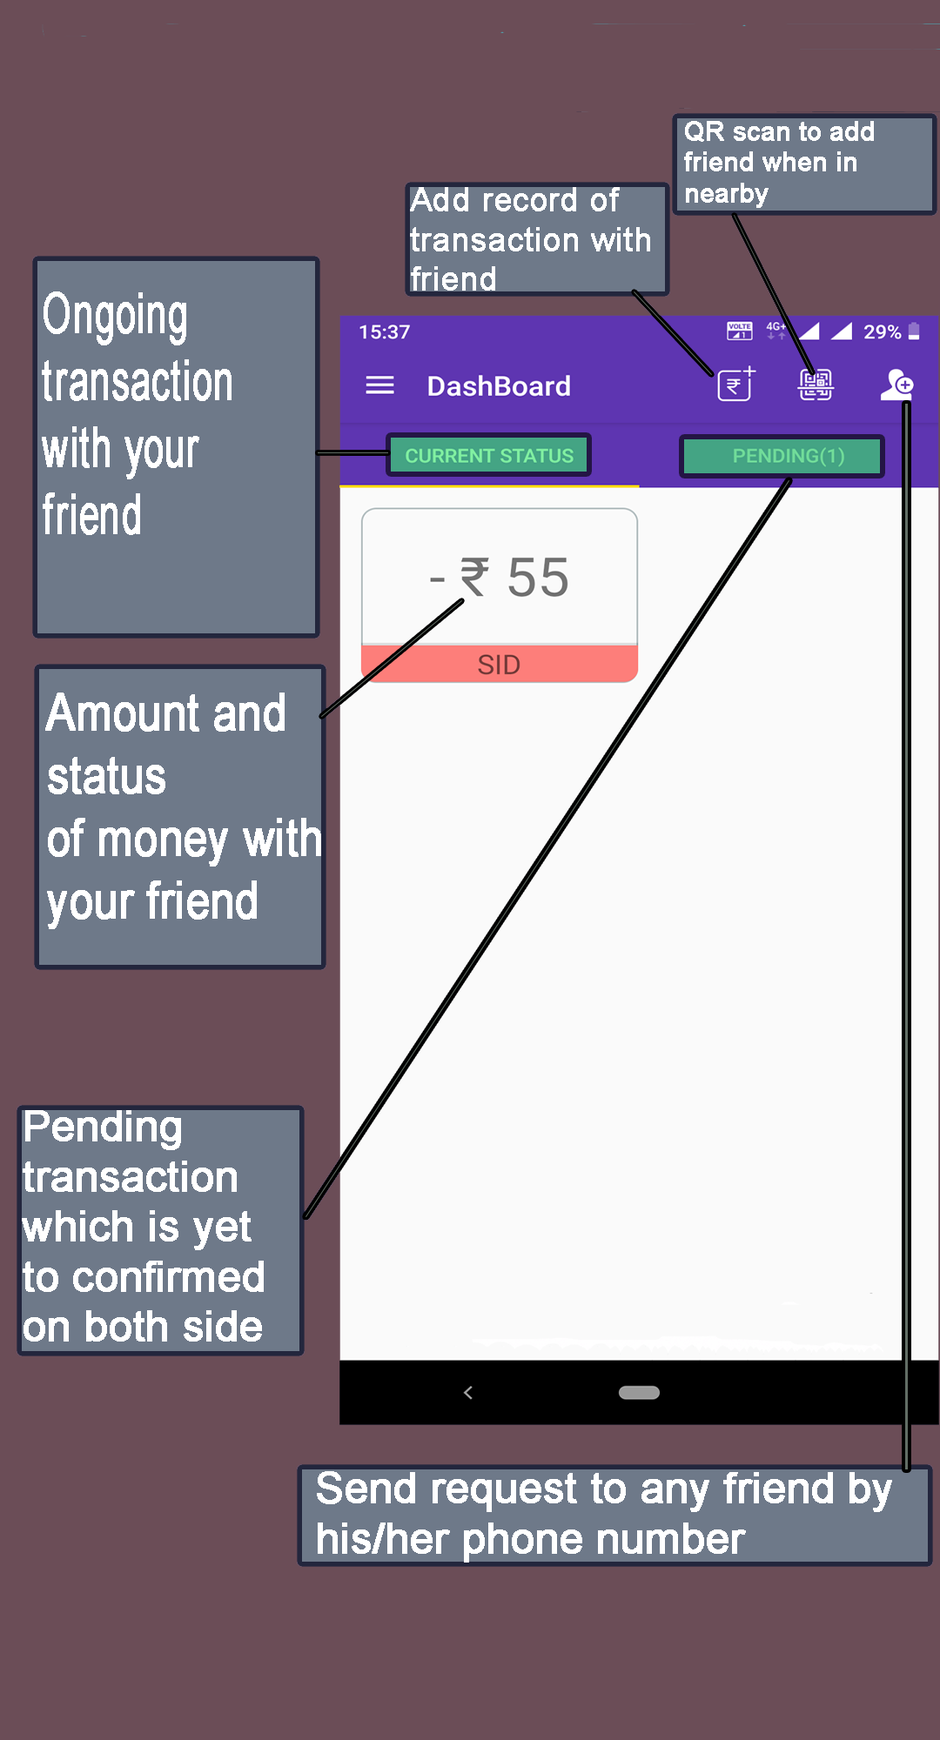 QR scan to add
friend when in
nearby
Add record of
transaction with
friend
Ongoing
transaction
with your
friend
15:37
VOLTE
1
4G+
29%
DashBoard
₹
CURRENT STATUS
PENDING(1)
- ₹ 55
SID
Amount and
status
of money with
your friend
Pending
transaction
which is yet
to confirmed
on both side
Send request to any friend by
his/her phone number